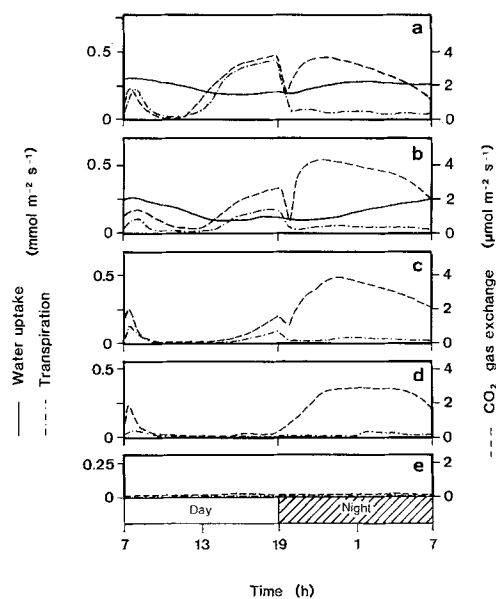 a
0.5
0
4
2
0
b
0.5
0
4
2
0
c
0.5
0
4
2
0
d
0.5
0
4
2
0
e
0.25
0
2
0
Day
Night
7
13
19
1
7
Time (h)
Water uptake
Transpiration
(mmol m⁻² s⁻¹)
CO₂ gas exchange
(µmol m⁻² s⁻¹)